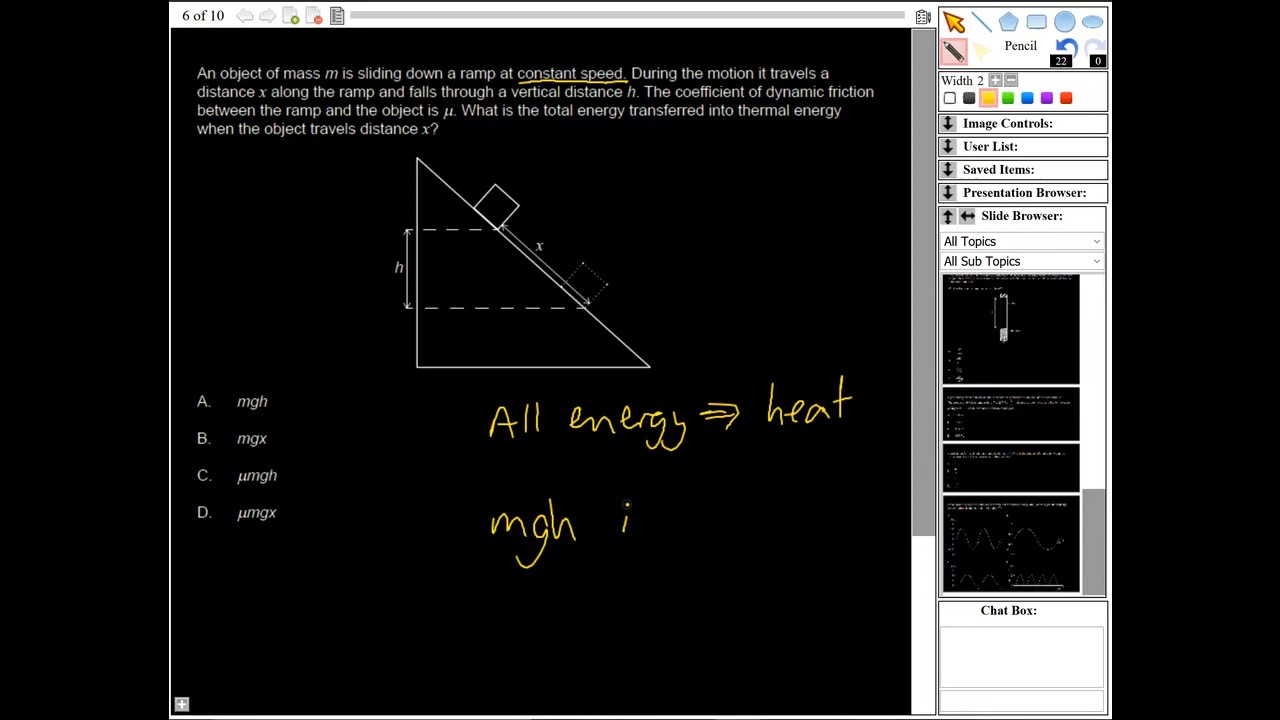 6 of 10
An object of mass m is sliding down a ramp at constant speed. During the motion it travels a
distance x along the ramp and falls through a vertical distance h. The coefficient of dynamic friction
between the ramp and the object is μ. What is the total energy transferred into thermal energy
when the object travels distance x?
x
h
A. mgh
B. mgx
C. μmgh
D. μmgx
All energy ⇒ heat
mgh i
Pencil
22
0
Width 2
Image Controls:
User List:
Saved Items:
Presentation Browser:
Slide Browser:
All Topics
All Sub Topics
Chat Box: